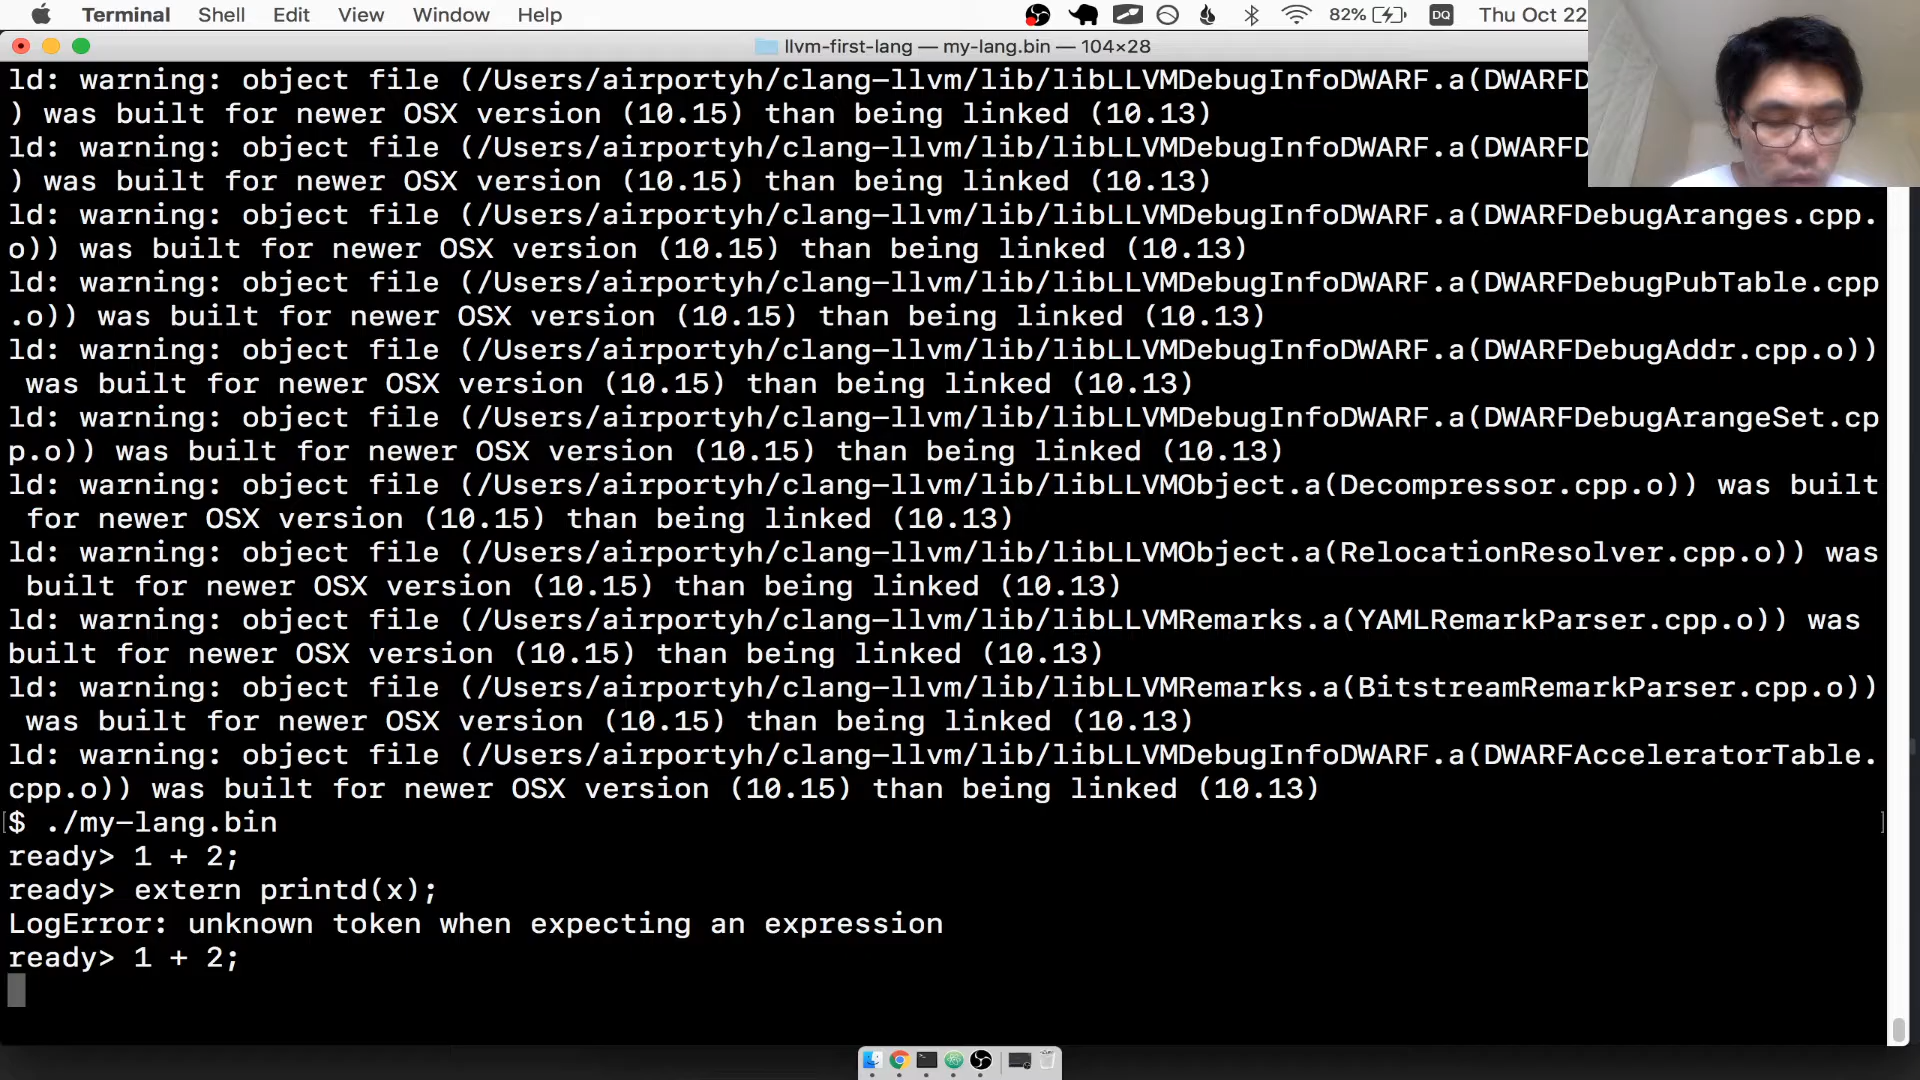 Terminal Shell Edit View Window Help 82% DQ Thu Oct 22
llvm-first-lang — my-lang.bin — 104×28
ld: warning: object file (/Users/airportyh/clang-llvm/lib/libLLVMDebugInfoDWARF.a(DWARFD
) was built for newer OSX version (10.15) than being linked (10.13)
ld: warning: object file (/Users/airportyh/clang-llvm/lib/libLLVMDebugInfoDWARF.a(DWARFD
) was built for newer OSX version (10.15) than being linked (10.13)
ld: warning: object file (/Users/airportyh/clang-llvm/lib/libLLVMDebugInfoDWARF.a(DWARFDebugAranges.cpp.
o)) was built for newer OSX version (10.15) than being linked (10.13)
ld: warning: object file (/Users/airportyh/clang-llvm/lib/libLLVMDebugInfoDWARF.a(DWARFDebugPubTable.cpp
.o)) was built for newer OSX version (10.15) than being linked (10.13)
ld: warning: object file (/Users/airportyh/clang-llvm/lib/libLLVMDebugInfoDWARF.a(DWARFDebugAddr.cpp.o))
was built for newer OSX version (10.15) than being linked (10.13)
ld: warning: object file (/Users/airportyh/clang-llvm/lib/libLLVMDebugInfoDWARF.a(DWARFDebugArangeSet.cp
p.o)) was built for newer OSX version (10.15) than being linked (10.13)
ld: warning: object file (/Users/airportyh/clang-llvm/lib/libLLVMObject.a(Decompressor.cpp.o)) was built
for newer OSX version (10.15) than being linked (10.13)
ld: warning: object file (/Users/airportyh/clang-llvm/lib/libLLVMObject.a(RelocationResolver.cpp.o)) was
built for newer OSX version (10.15) than being linked (10.13)
ld: warning: object file (/Users/airportyh/clang-llvm/lib/libLLVMRemarks.a(YAMLRemarkParser.cpp.o)) was
built for newer OSX version (10.15) than being linked (10.13)
ld: warning: object file (/Users/airportyh/clang-llvm/lib/libLLVMRemarks.a(BitstreamRemarkParser.cpp.o))
was built for newer OSX version (10.15) than being linked (10.13)
ld: warning: object file (/Users/airportyh/clang-llvm/lib/libLLVMDebugInfoDWARF.a(DWARFAcceleratorTable.
cpp.o)) was built for newer OSX version (10.15) than being linked (10.13)
[$ ./my-lang.bin ]
ready> 1 + 2;
ready> extern printd(x);
LogError: unknown token when expecting an expression
ready> 1 + 2;